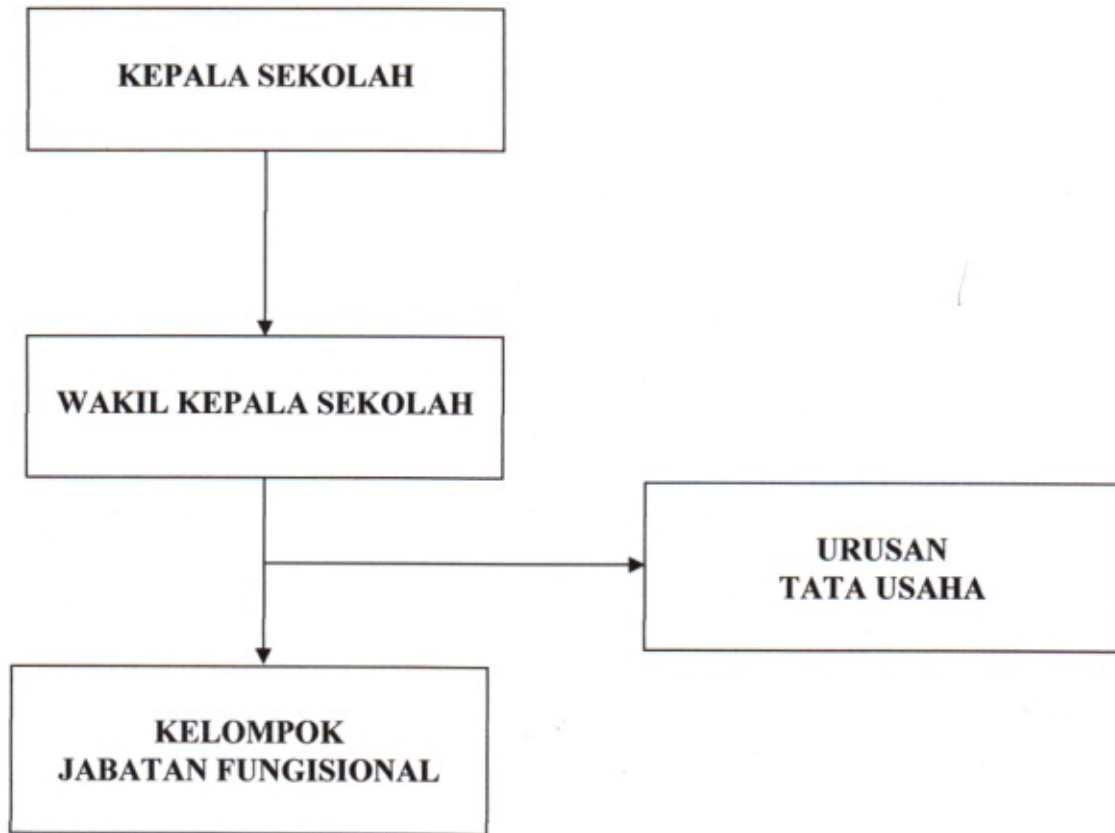 KEPALA SEKOLAH
WAKIL KEPALA SEKOLAH
URUSAN
TATA USAHA
KELOMPOK
JABATAN FUNGISIONAL